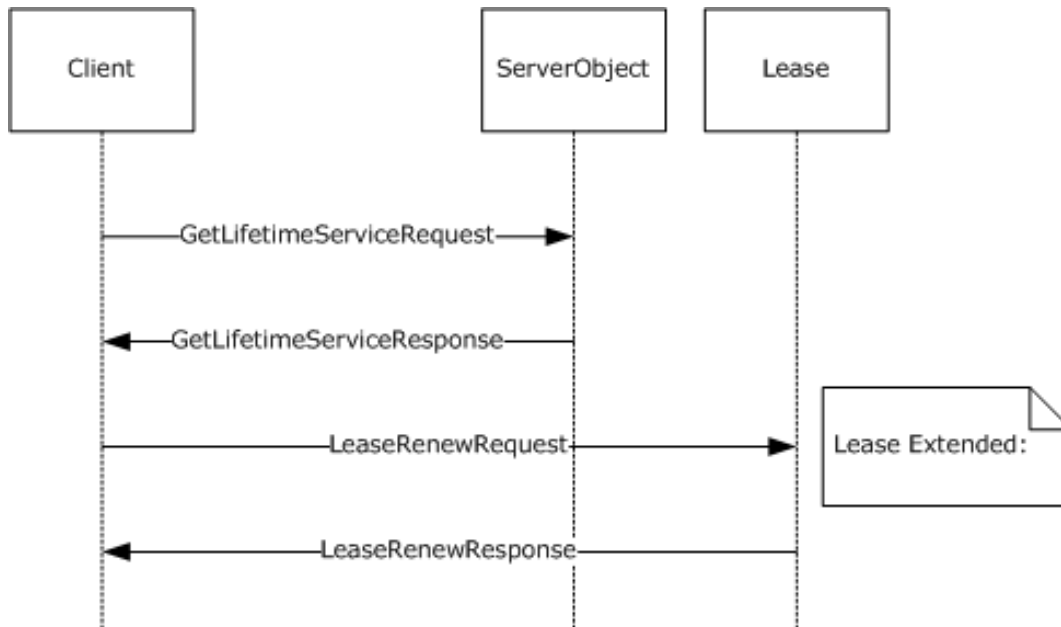 Client
ServerObject
Lease
GetLifetimeServiceRequest
GetLifetimeServiceResponse
LeaseRenewRequest
Lease Extended:
LeaseRenewResponse